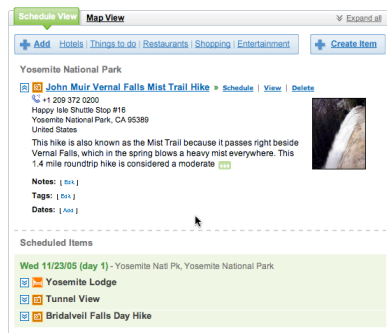 Schedule View Map View Expand all
Add Hotels | Things to do | Restaurants | Shopping | Entertainment Create Item
Yosemite National Park
John Muir Vernal Falls Mist Trail Hike » Schedule | View | Delete
+1 209 372 0200
Happy Isle Shuttle Stop #16
Yosemite National Park, CA 95389
United States
This hike is also known as the Mist Trail because it passes right beside
Vernal Falls, which in the spring blows a heavy mist everywhere. This
1.4 mile roundtrip hike is considered a moderate
Notes: [ Edit ]
Tags: [ Edit ]
Dates: [ Add ]
Scheduled Items
Wed 11/23/05 (day 1) - Yosemite Natl Pk, Yosemite National Park
Yosemite Lodge
Tunnel View
Bridalveil Falls Day Hike